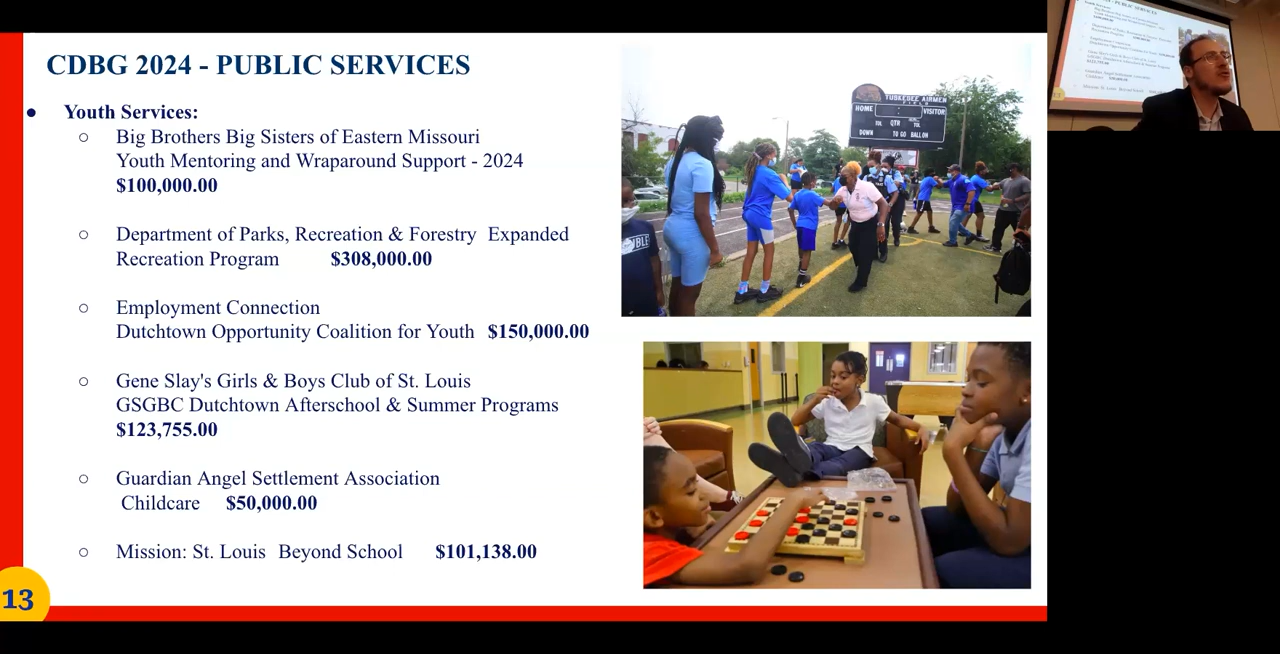 CDBG 2024 - PUBLIC SERVICES
● Youth Services:
○ Big Brothers Big Sisters of Eastern Missouri
Youth Mentoring and Wraparound Support - 2024
$100,000.00
○ Department of Parks, Recreation & Forestry Expanded
Recreation Program $308,000.00
○ Employment Connection
Dutchtown Opportunity Coalition for Youth $150,000.00
○ Gene Slay's Girls & Boys Club of St. Louis
GSGBC Dutchtown Afterschool & Summer Programs
$123,755.00
○ Guardian Angel Settlement Association
Childcare $50,000.00
○ Mission: St. Louis Beyond School $101,138.00
13
TUSKEGEE AIRMEN
FIELD
HOME VISITOR
TOL QTR TOL
DOWN TO GO BALL ON